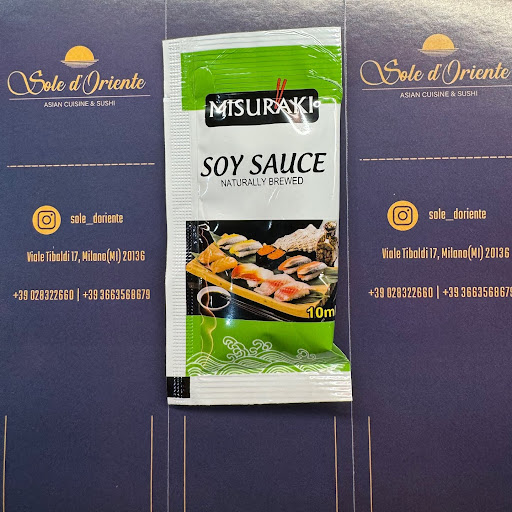 Sole d'Oriente
ASIAN CUISINE & SUSHI
sole_doriente
Viale Tibaldi 17, Milano(MI) 20136
+39 028322660 | +39 3663568679
MISURAKI
SOY SAUCE
NATURALLY BREWED
10ml
Sole d'Oriente
ASIAN CUISINE & SUSHI
sole_doriente
Viale Tibaldi 17, Milano(MI) 20136
+39 028322660 | +39 3663568679